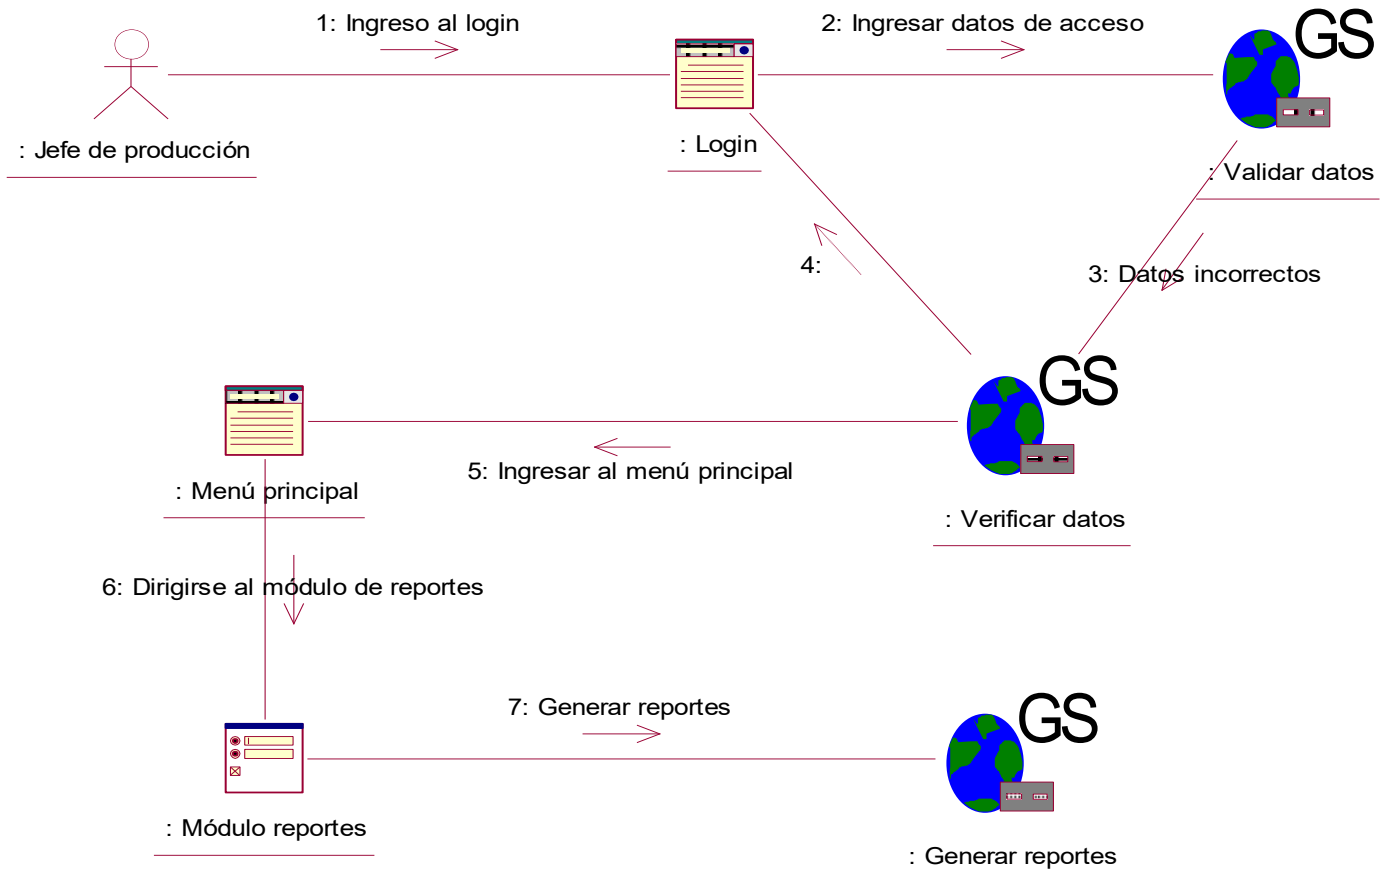 1: Ingreso al login
2: Ingresar datos de acceso
GS
: Jefe de producción
: Login
: Validar datos
4:
3: Datos incorrectos
GS
5: Ingresar al menú principal
: Menú principal
: Verificar datos
6: Dirigirse al módulo de reportes
7: Generar reportes
GS
: Módulo reportes
: Generar reportes